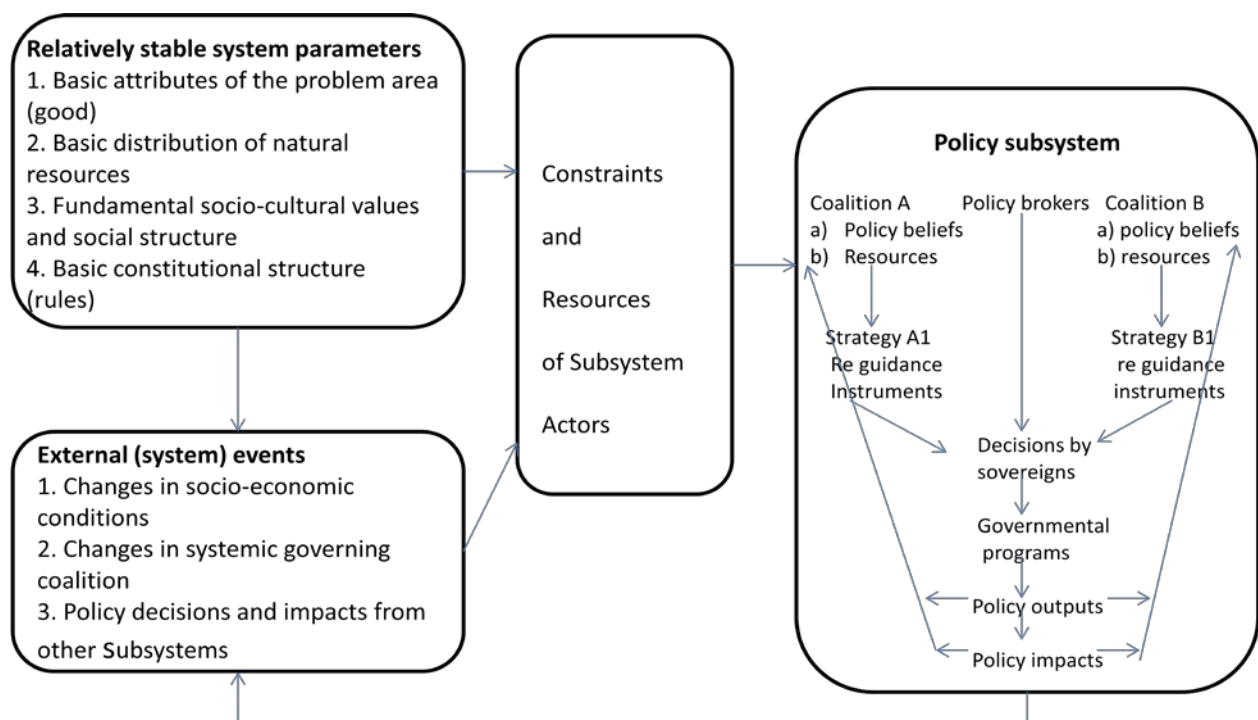 Relatively stable system parameters
1. Basic attributes of the problem area
(good)
2. Basic distribution of natural
resources
3. Fundamental socio-cultural values
and social structure
4. Basic constitutional structure
(rules)
External (system) events
1. Changes in socio-economic
conditions
2. Changes in systemic governing
coalition
3. Policy decisions and impacts from
other Subsystems
Constraints
and
Resources
of Subsystem
Actors
Policy subsystem
Coalition A
a) Policy beliefs
b) Resources
Strategy A1
Re guidance
Instruments
Policy brokers
Coalition B
a) policy beliefs
b) resources
Strategy B1
re guidance
instruments
Decisions by
sovereigns
Governmental
programs
Policy outputs
Policy impacts